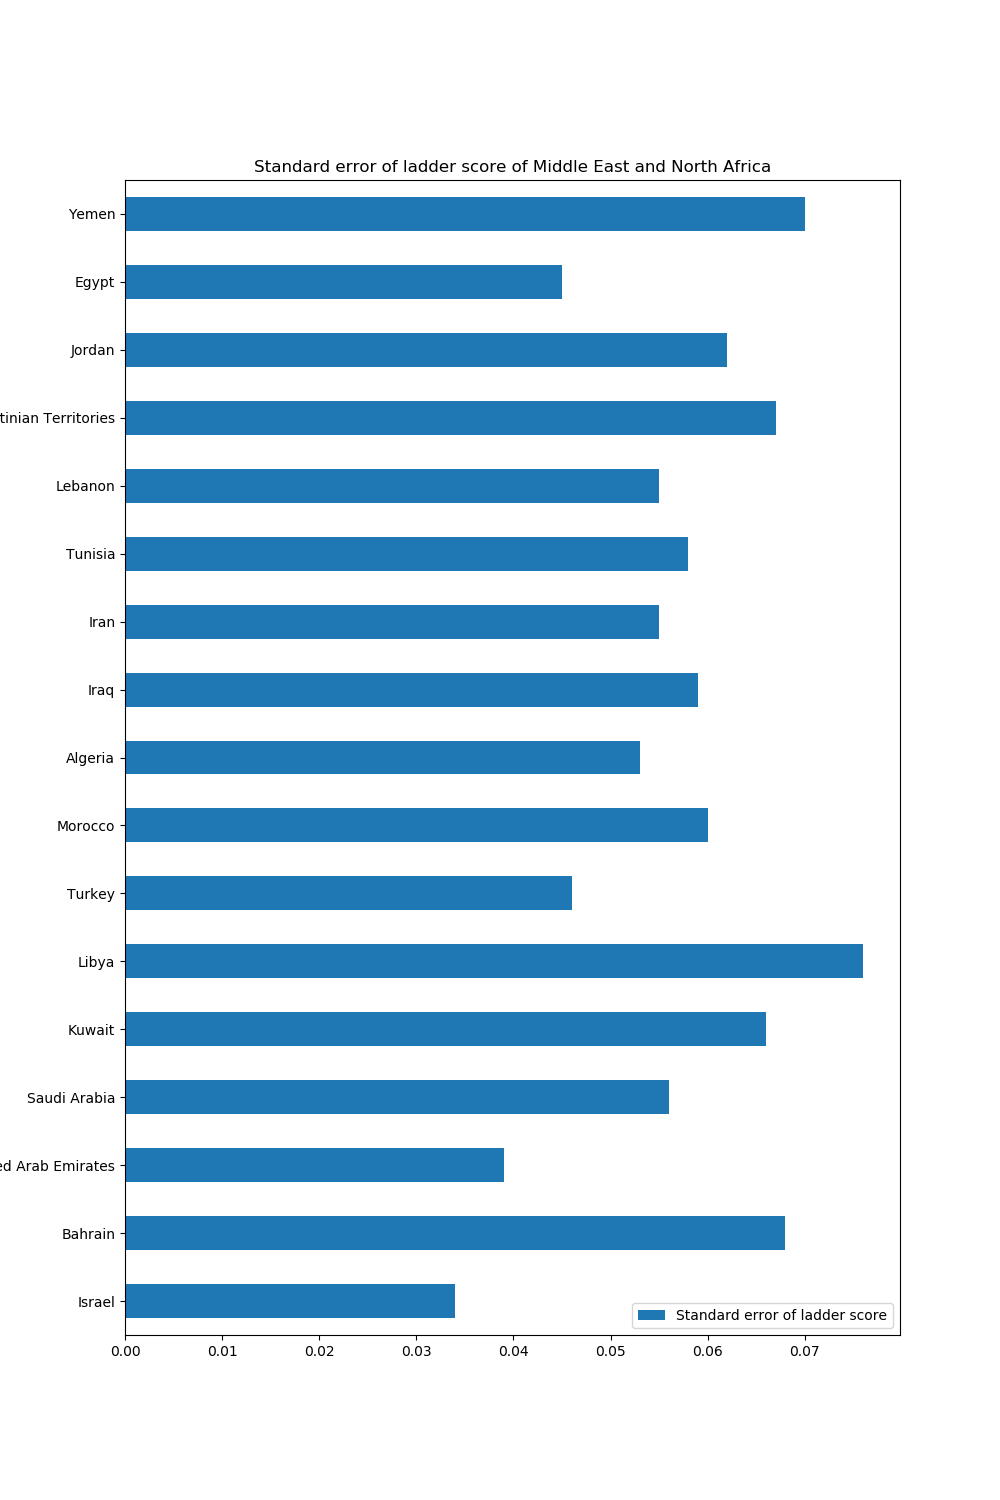 Standard error of ladder score of Middle East and North Africa
Yemen
Egypt
Jordan
tinian Territories
Lebanon
Tunisia
Iran
Iraq
Algeria
Morocco
Turkey
Libya
Kuwait
Saudi Arabia
ed Arab Emirates
Bahrain
Israel
Standard error of ladder score
0.00 0.01 0.02 0.03 0.04 0.05 0.06 0.07